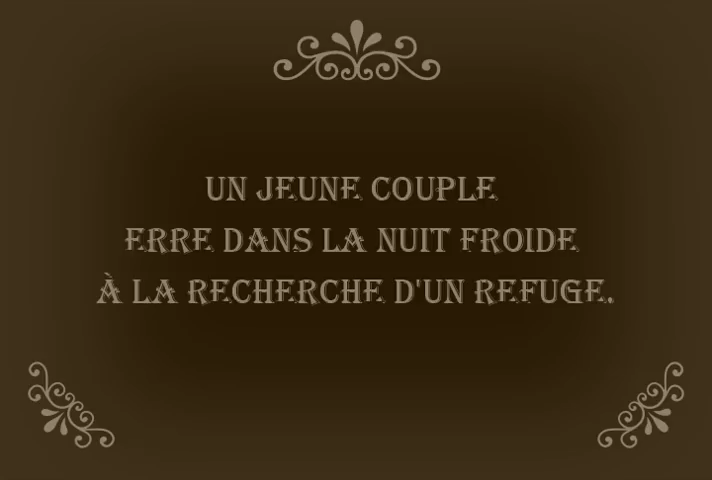 UN JEUNE COUPLE
ERRE DANS LA NUIT FROIDE
À LA RECHERCHE D'UN REFUGE.